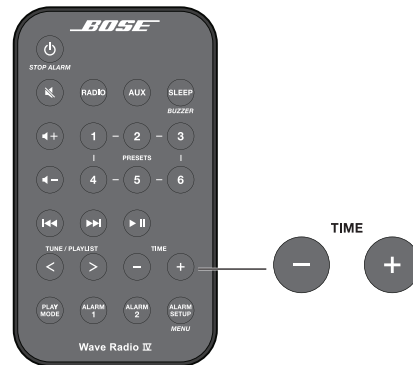 BOSE
STOP ALARM
RADIO AUX SLEEP
BUZZER
1 - 2 - 3
PRESETS
4 - 5 - 6
TUNE / PLAYLIST TIME
< > - +
PLAY MODE ALARM 1 ALARM 2 ALARM SETUP
MENU
Wave Radio IV
TIME
- +